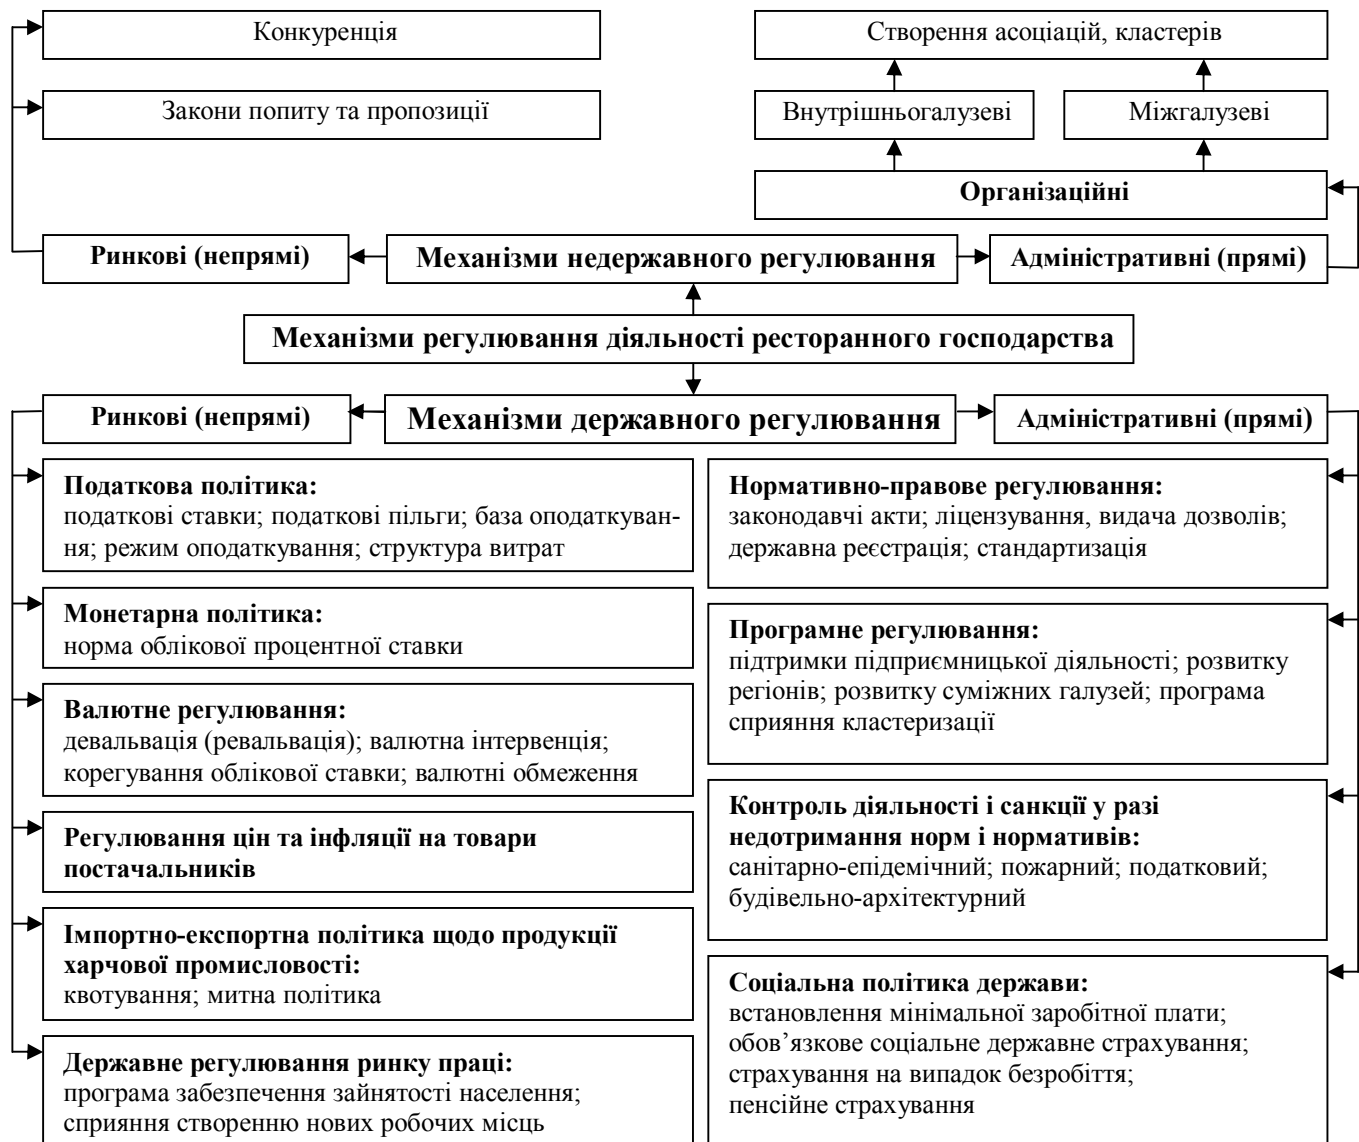 Конкуренція
Створення асоціацій, кластерів
Закони попиту та пропозиції
Внутрішньогалузеві
Міжгалузеві
Організаційні
Ринкові (непрямі)
Механізми недержавного регулювання
Адміністративні (прямі)
Механізми регулювання діяльності ресторанного господарства
Ринкові (непрямі)
Механізми державного регулювання
Адміністративні (прямі)
Податкова політика:
податкові ставки; податкові пільги; база оподаткуван-
ня; режим оподаткування; структура витрат
Монетарна політика:
норма облікової процентної ставки
Валютне регулювання:
девальвація (ревальвація); валютна інтервенція;
корегування облікової ставки; валютні обмеження
Регулювання цін та інфляції на товари
постачальників
Імпортно-експортна політика щодо продукції
харчової промисловості:
квотування; митна політика
Державне регулювання ринку праці:
програма забезпечення зайнятості населення;
сприяння створенню нових робочих місць
Нормативно-правове регулювання:
законодавчі акти; ліцензування, видача дозволів;
державна реєстрація; стандартизація
Програмне регулювання:
підтримки підприємницької діяльності; розвитку
регіонів; розвитку суміжних галузей; програма
сприяння кластеризації
Контроль діяльності і санкції у разі
недотримання норм і нормативів:
санітарно-епідемічний; пожарний; податковий;
будівельно-архітектурний
Соціальна політика держави:
встановлення мінімальної заробітної плати;
обов’язкове соціальне державне страхування;
страхування на випадок безробіття;
пенсійне страхування